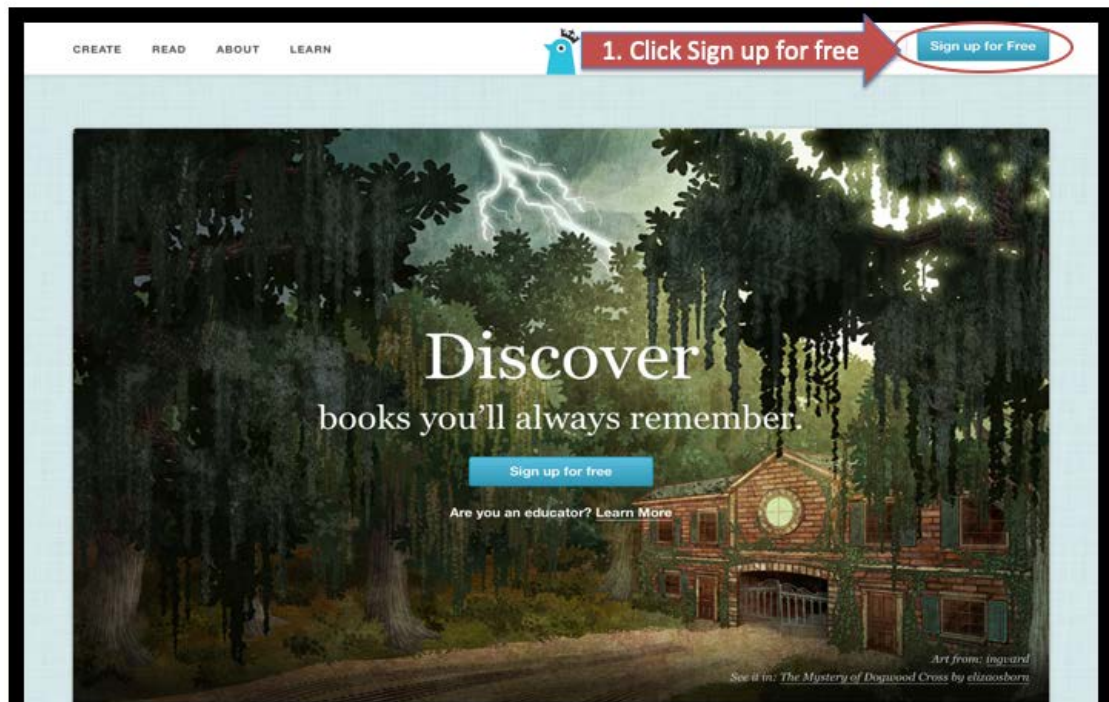 CREATE READ ABOUT LEARN
1. Click Sign up for free
Sign up for Free
Discover
books you'll always remember.
Sign up for free
Are you an educator? Learn More
Art from: ingvard
See it in: The Mystery of Dogwood Cross by elizaosborn